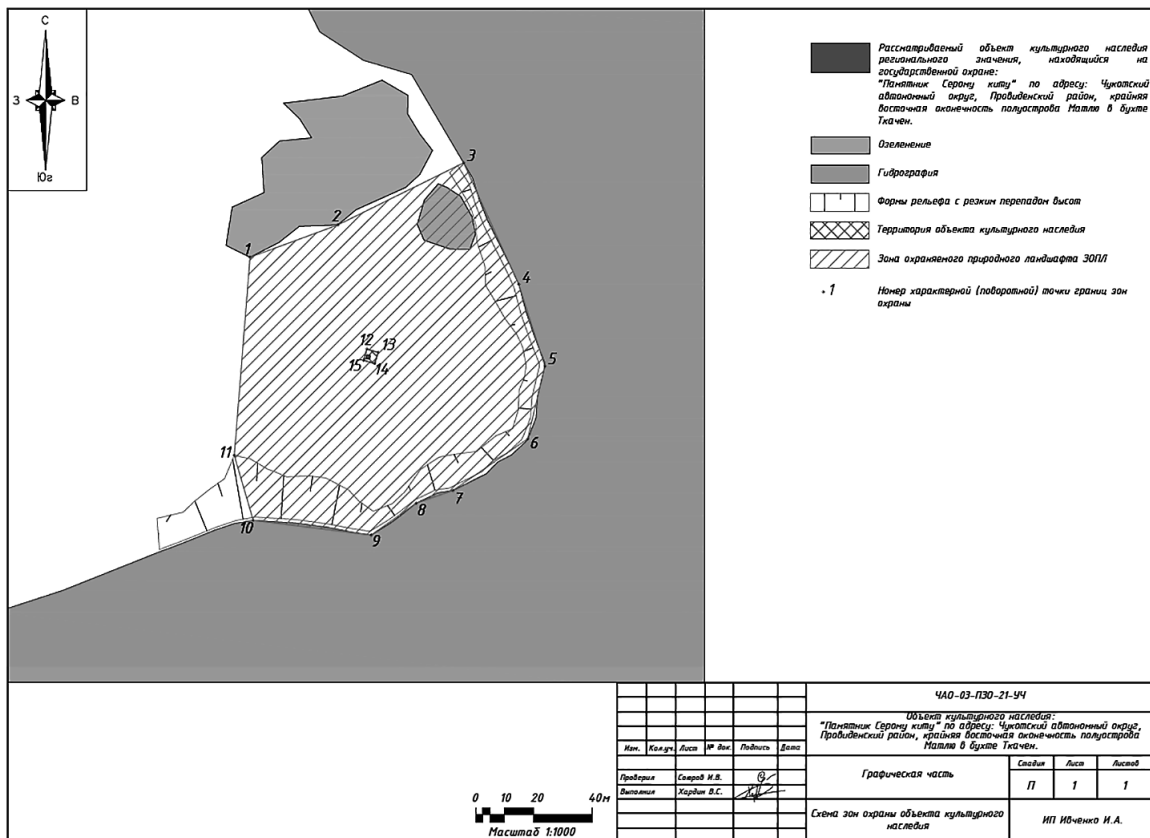 С
З
В
Юг
Рассматриваемый объект культурного наследия
регионального значения, находящийся на
государственной охране:
"Памятник Серому киту" по адресу: Чукотский
автономный округ, Провиденский район, крайняя
восточная оконечность полуострова Матлю в бухте
Ткачен.
Озеленение
Гидрография
Формы рельефа с резким перепадом высот
Территория объекта культурного наследия
Зона охраняемого природного ландшафта ЗОПЛ
1 Номер характерной (поворотной) точки границ зон
охраны
3
2
1
4
12
13
15
14
5
6
11
7
8
10
9
ЧАО-03-ПЗО-21-УЧ
Объект культурного наследия:
"Памятник Серому киту" по адресу: Чукотский автономный округ,
Провиденский район, крайняя восточная оконечность полуострова
Матлю в бухте Ткачен.
Изм. Кол.уч. Лист № док. Подпись Дата
Проверил
Выполнил Хардин В.С.
Графическая часть
Стадия Лист Листов
П 1 1
Схема зон охраны объекта культурного
наследия
ИП Ивченко И.А.
0 10 20 40м
Масштаб 1:1000